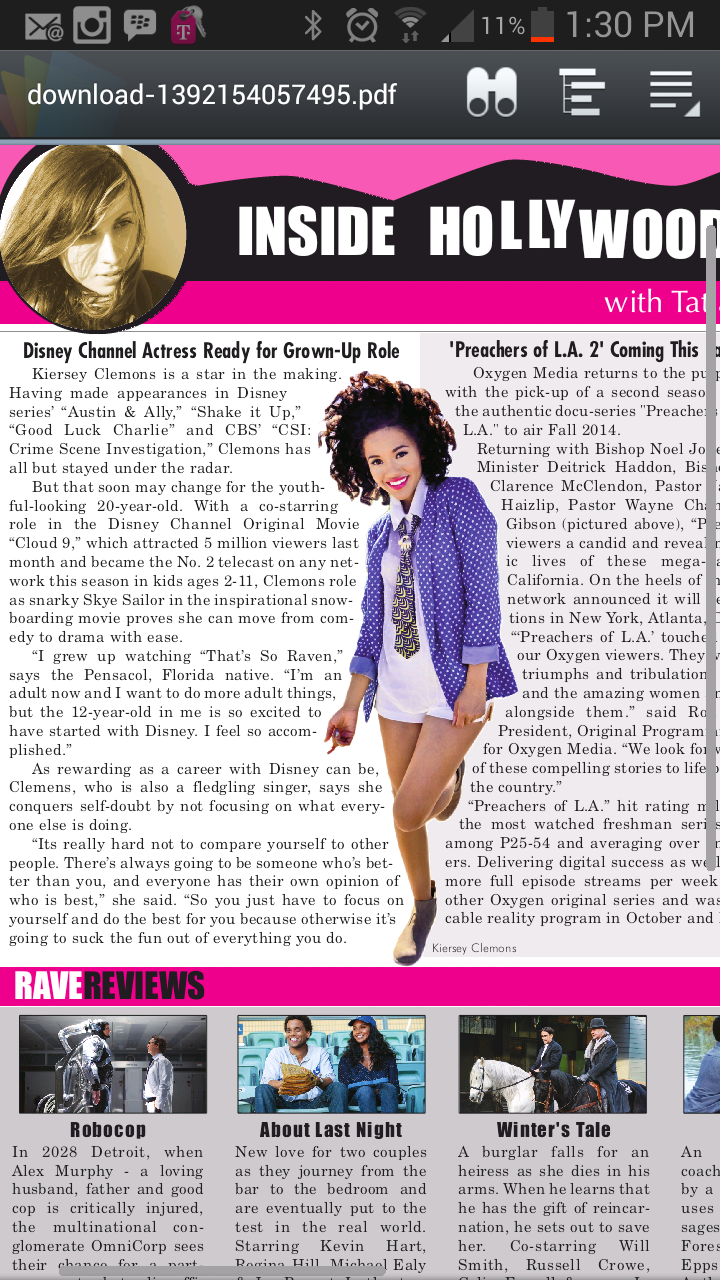 11% 1:30 PM
download-1392154057495.pdf
INSIDE HOLLYWOOD
with Tat
Disney Channel Actress Ready for Grown-Up Role
Kiersey Clemons is a star in the making.
Having made appearances in Disney
series’ “Austin & Ally,” “Shake it Up,”
“Good Luck Charlie” and CBS’ “CSI:
Crime Scene Investigation,” Clemons has
all but stayed under the radar.
But that soon may change for the youth-
ful-looking 20-year-old. With a co-starring
role in the Disney Channel Original Movie
“Cloud 9,” which attracted 5 million viewers last
month and became the No. 2 telecast on any net-
work this season in kids ages 2-11, Clemons role
as snarky Skye Sailor in the inspirational snow-
boarding movie proves she can move from com-
edy to drama with ease.
“I grew up watching “That’s So Raven,”
says the Pensacol, Florida native. “I’m an
adult now and I want to do more adult things,
but the 12-year-old in me is so excited to
have started with Disney. I feel so accom-
plished.”
As rewarding as a career with Disney can be,
Clemens, who is also a fledgling singer, says she
conquers self-doubt by not focusing on what every-
one else is doing.
“Its really hard not to compare yourself to other
people. There’s always going to be someone who’s bet-
ter than you, and everyone has their own opinion of
who is best,” she said. “So you just have to focus on
yourself and do the best for you because otherwise it’s
going to suck the fun out of everything you do.
'Preachers of L.A. 2' Coming This
Oxygen Media returns to the
with the pick-up of a second
the authentic docu-series "Preachers
L.A." to air Fall 2014.
Returning with Bishop Noel
Minister Deitrick Haddon,
Clarence McClendon, Pastor
Haizlip, Pastor Wayne
Gibson (pictured above),
viewers a candid and
ic lives of these mega-
California. On the heels of
network announced it will
tions in New York, Atlanta,
“‘Preachers of L.A.’
our Oxygen viewers. They
triumphs and
and the amazing women
alongside them.” said
President, Original
for Oxygen Media. “We look
of these compelling stories to
the country.”
“Preachers of L.A.” hit rating
the most watched freshman
among P25-54 and averaging over
ers. Delivering digital success as
more full episode streams per week
other Oxygen original series and was
cable reality program in October and
Kiersey Clemons
RAVEREVIEWS
Robocop
In 2028 Detroit, when
Alex Murphy - a loving
husband, father and good
cop is critically injured,
the multinational con-
glomerate OmniCorp sees
their chance for a part-
About Last Night
New love for two couples
as they journey from the
bar to the bedroom and
are eventually put to the
test in the real world.
Starring Kevin Hart,
Regina Hill, Michael Ealy
Winter's Tale
A burglar falls for an
heiress as she dies in his
arms. When he learns that
he has the gift of reincar-
nation, he sets out to save
her. Co-starring Will
Smith, Russell Crowe,
An
coach
by a
uses
sages
Fores
Epps